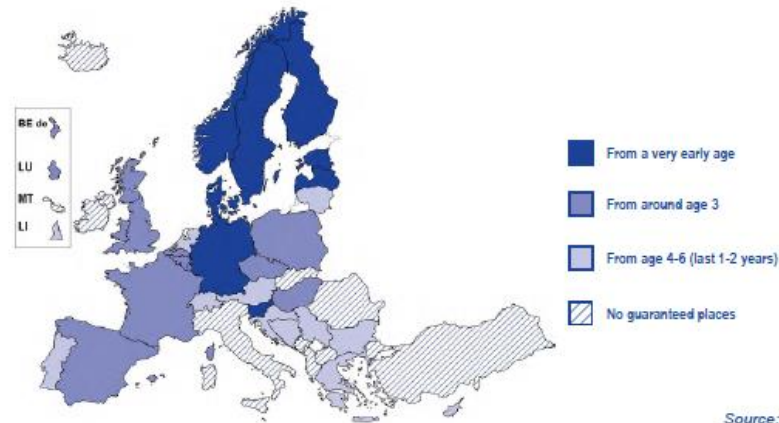 BE de
LU
MT
LI
From a very early age
From around age 3
From age 4-6 (last 1-2 years)
No guaranteed places
Source: